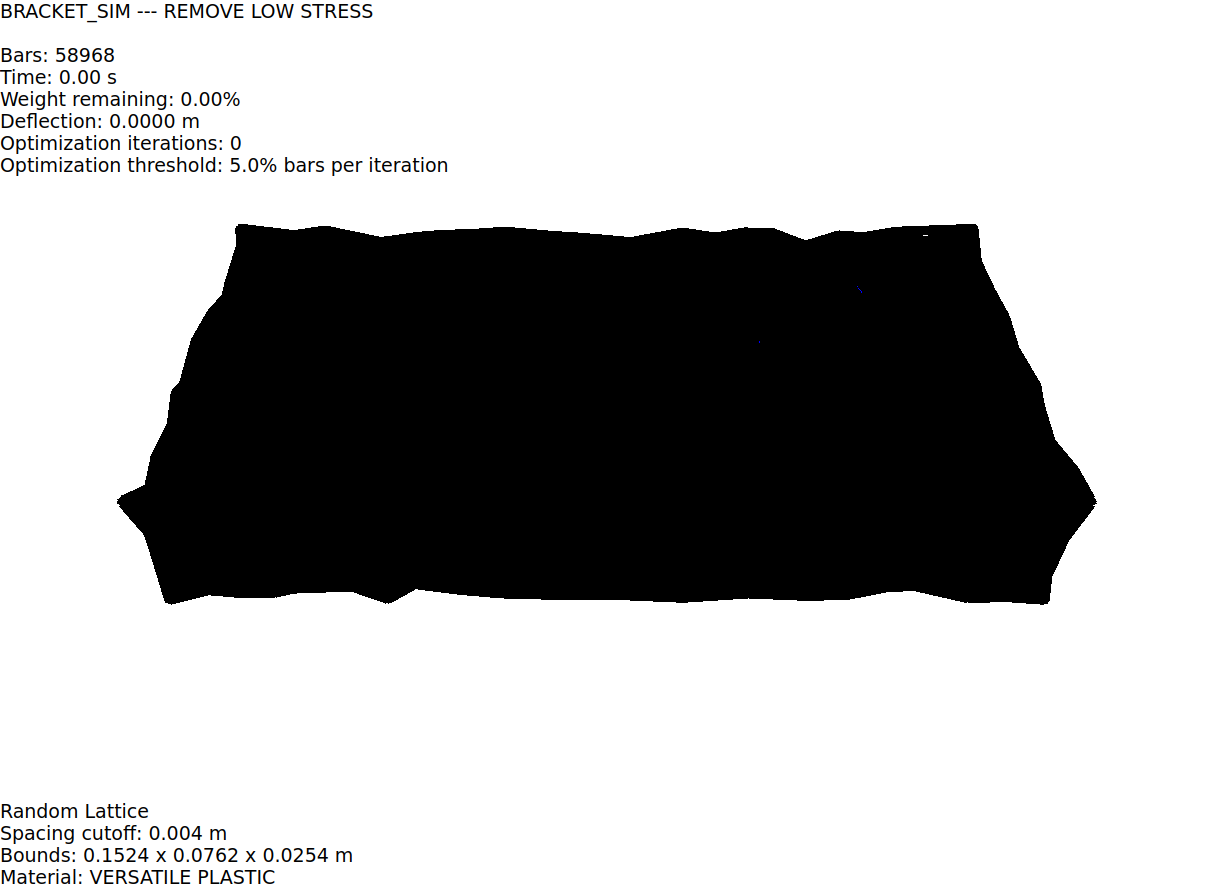 BRACKET_SIM --- REMOVE LOW STRESS
Bars: 58968
Time: 0.00 s
Weight remaining: 0.00%
Deflection: 0.0000 m
Optimization iterations: 0
Optimization threshold: 5.0% bars per iteration
Random Lattice
Spacing cutoff: 0.004 m
Bounds: 0.1524 x 0.0762 x 0.0254 m
Material: VERSATILE PLASTIC